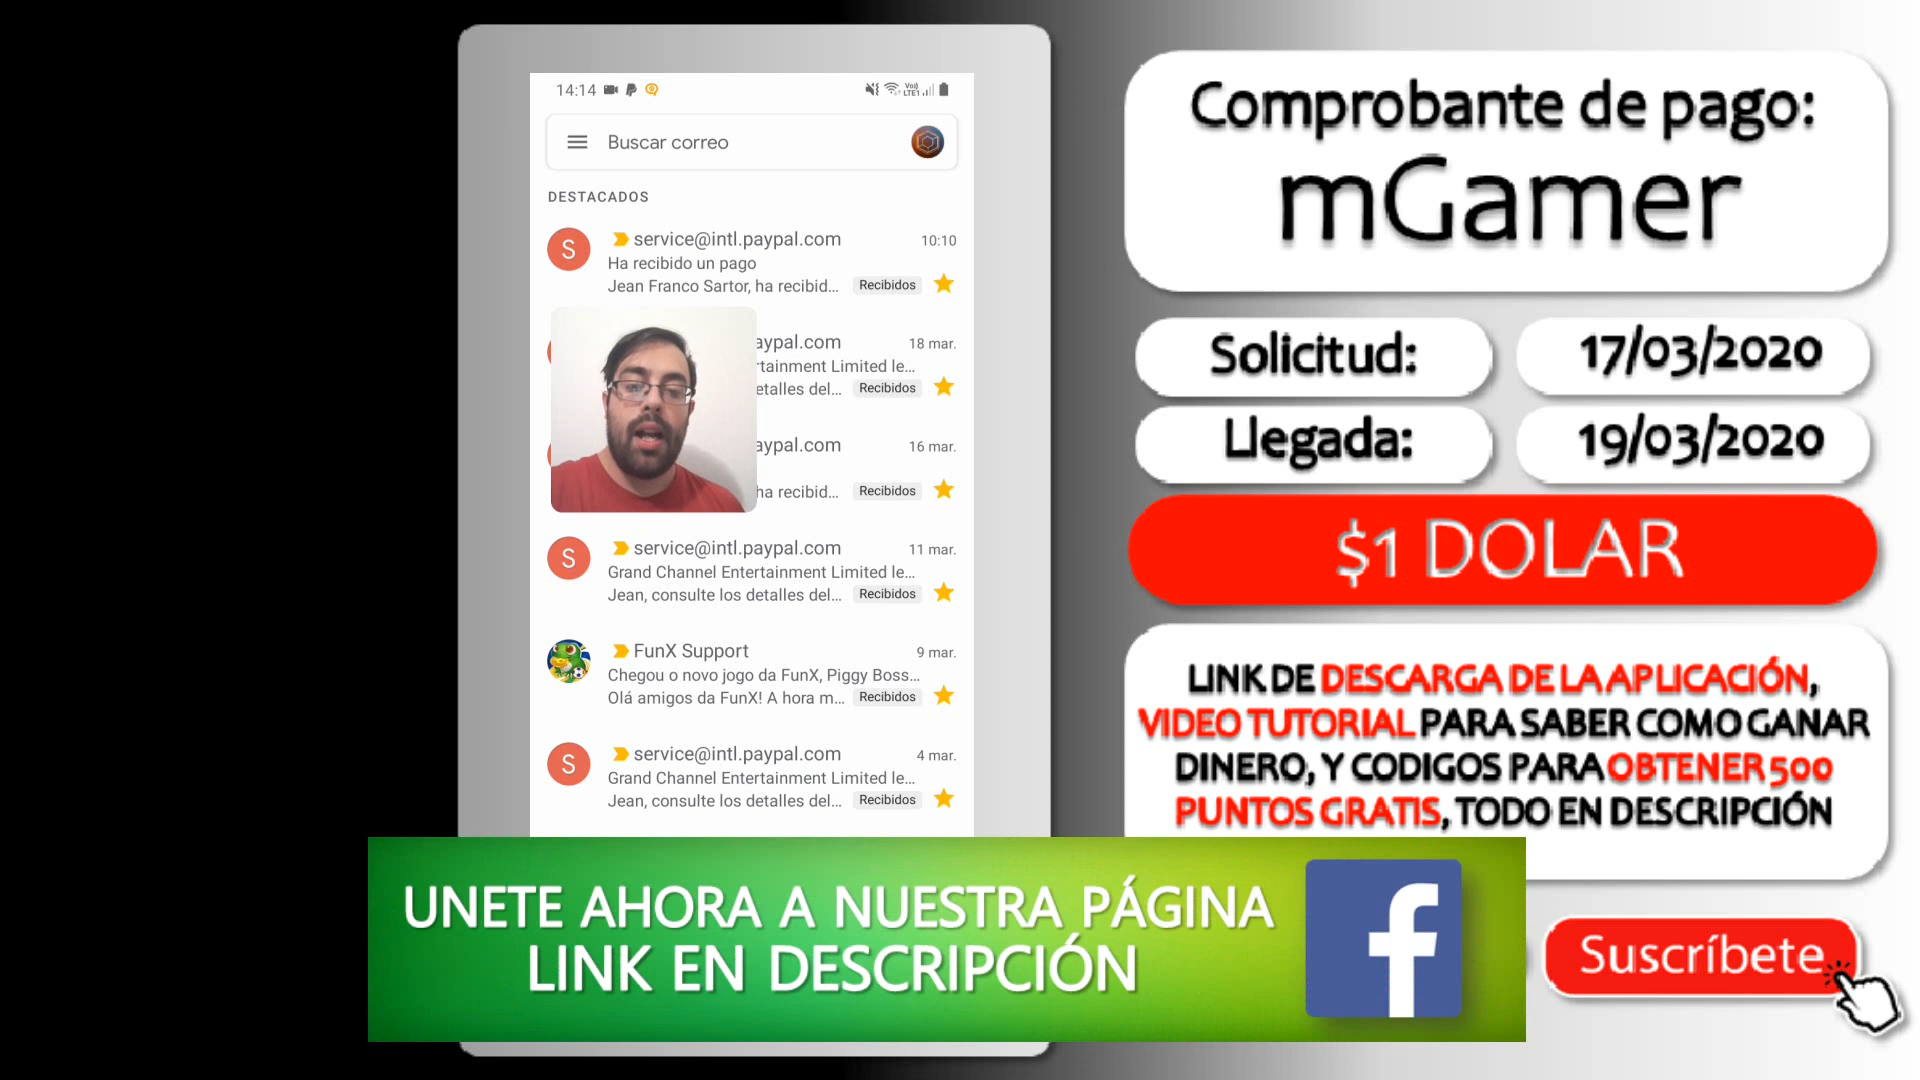 14:14
Vo))
LTE1
Buscar correo
DESTACADOS
S
service@intl.paypal.com
10:10
Ha recibido un pago
Jean Franco Sartor, ha recibid...
Recibidos
aypal.com
18 mar.
rtainment Limited le...
etalles del...
Recibidos
aypal.com
16 mar.
ha recibid...
Recibidos
S
service@intl.paypal.com
11 mar.
Grand Channel Entertainment Limited le...
Jean, consulte los detalles del...
Recibidos
FunX Support
9 mar.
Chegou o novo jogo da FunX, Piggy Boss...
Olá amigos da FunX! A hora m...
Recibidos
S
service@intl.paypal.com
4 mar.
Grand Channel Entertainment Limited le...
Jean, consulte los detalles del...
Recibidos
Comprobante de pago:
mGamer
Solicitud:
17/03/2020
Llegada:
19/03/2020
$1 DOLAR
LINK DE DESCARGA DE LA APLICACIÓN,
VIDEO TUTORIAL PARA SABER COMO GANAR
DINERO, Y CODIGOS PARA OBTENER 500
PUNTOS GRATIS, TODO EN DESCRIPCIÓN
UNETE AHORA A NUESTRA PÁGINA
LINK EN DESCRIPCIÓN
f
Suscríbete